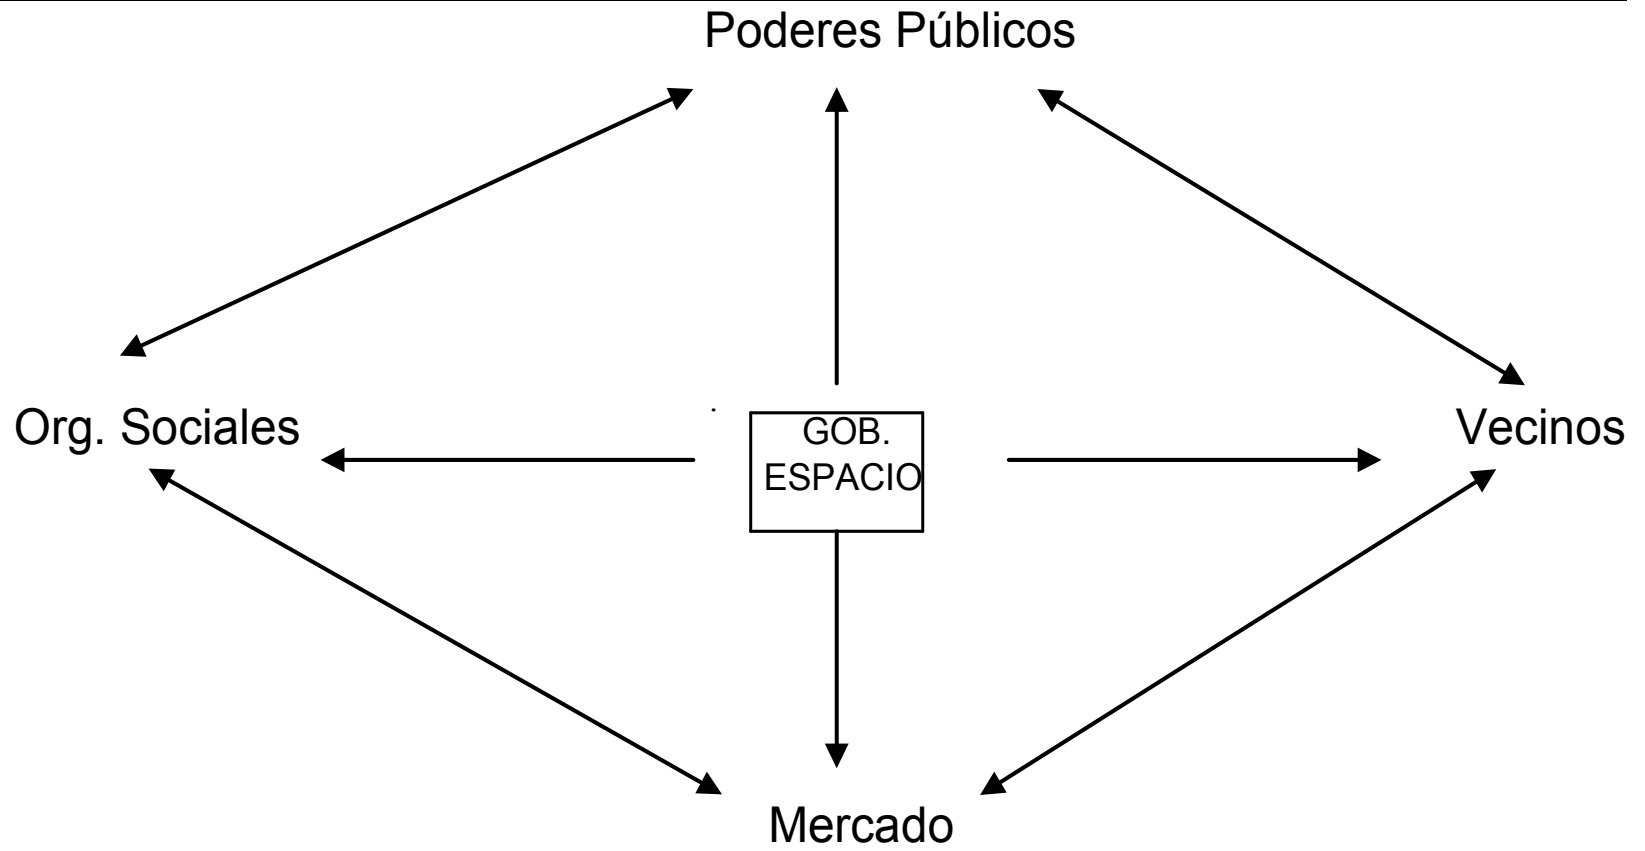 Poderes Públicos
Org. Sociales
GOB.
ESPACIO
Vecinos
Mercado